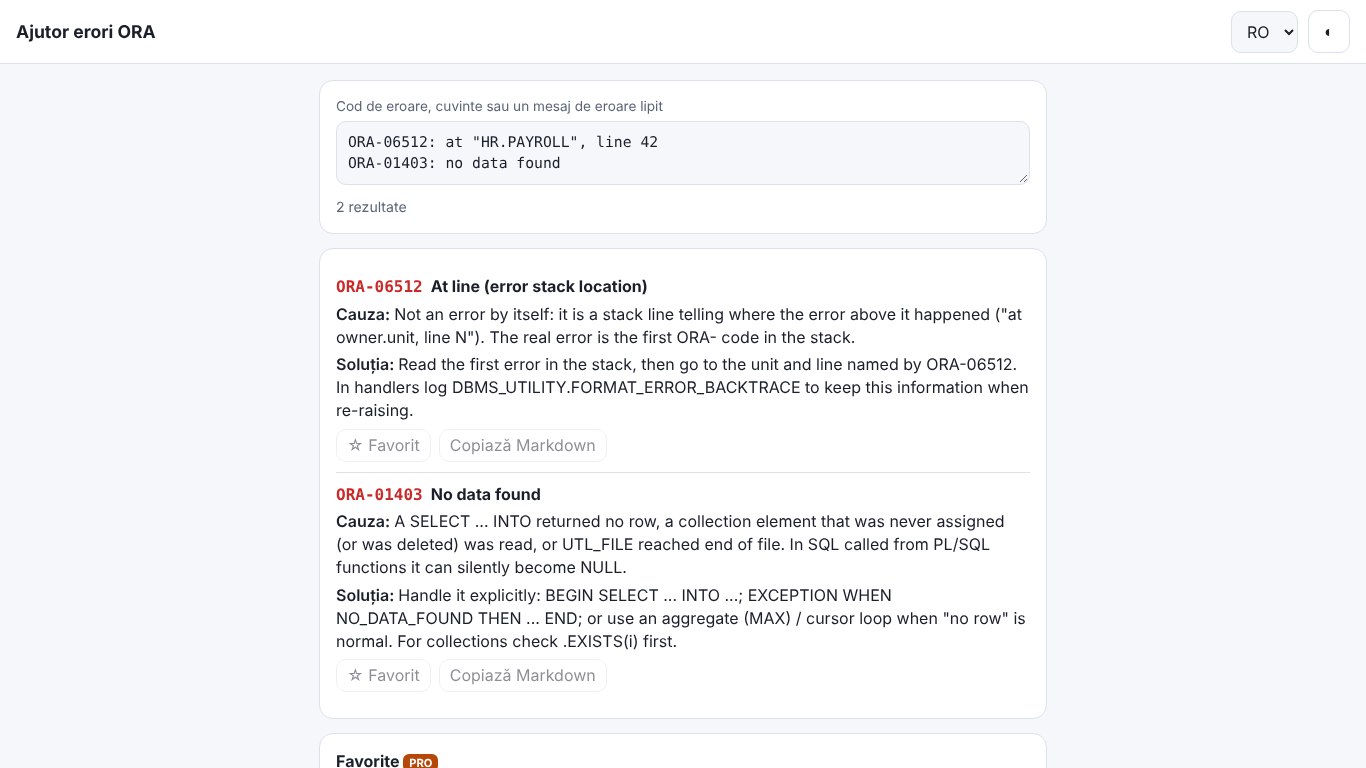 Ajutor erori ORA
RO
Cod de eroare, cuvinte sau un mesaj de eroare lipit
ORA-06512: at "HR.PAYROLL", line 42
ORA-01403: no data found
2 rezultate
ORA-06512 At line (error stack location)
Cauza: Not an error by itself: it is a stack line telling where the error above it happened ("at
owner.unit, line N"). The real error is the first ORA- code in the stack.
Soluția: Read the first error in the stack, then go to the unit and line named by ORA-06512.
In handlers log DBMS_UTILITY.FORMAT_ERROR_BACKTRACE to keep this information when
re-raising.
☆ Favorit Copiază Markdown
ORA-01403 No data found
Cauza: A SELECT ... INTO returned no row, a collection element that was never assigned
(or was deleted) was read, or UTL_FILE reached end of file. In SQL called from PL/SQL
functions it can silently become NULL.
Soluția: Handle it explicitly: BEGIN SELECT ... INTO ...; EXCEPTION WHEN
NO_DATA_FOUND THEN ... END; or use an aggregate (MAX) / cursor loop when "no row" is
normal. For collections check .EXISTS(i) first.
☆ Favorit Copiază Markdown
Favorite PRO